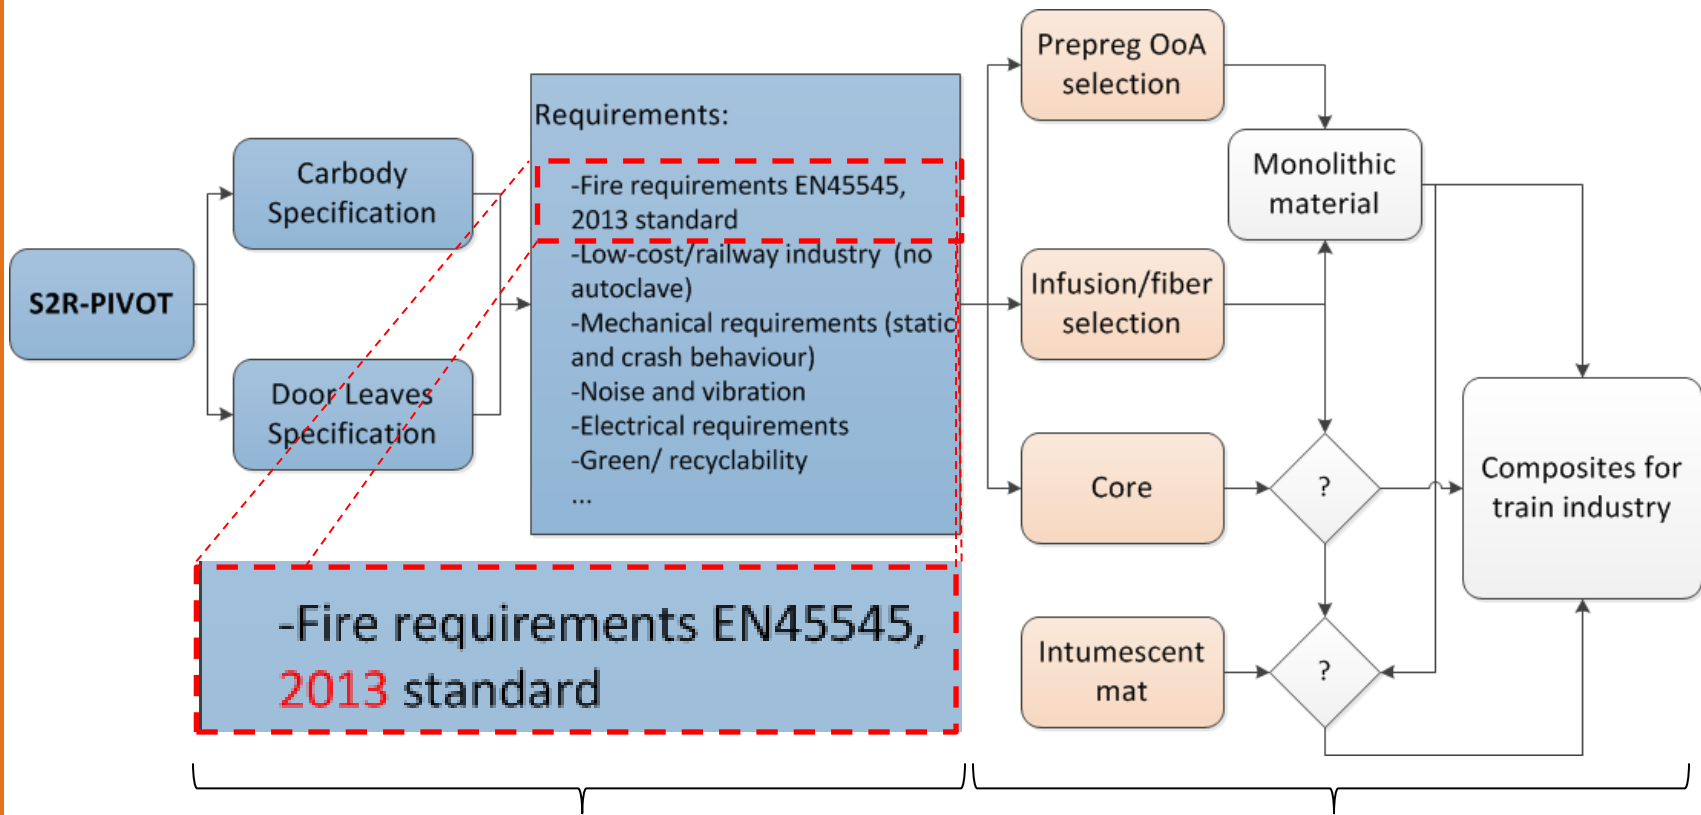 S2R-PIVOT
Carbody
Specification
Door Leaves
Specification
Requirements:
-Fire requirements EN45545,
2013 standard
-Low-cost/railway industry (no
autoclave)
-Mechanical requirements (static
and crash behaviour)
-Noise and vibration
-Electrical requirements
-Green/ recyclability
...
-Fire requirements EN45545,
2013 standard
Prepreg OoA
selection
Monolithic
material
Infusion/fiber
selection
Core
?
Composites for
train industry
Intumescent
mat
?